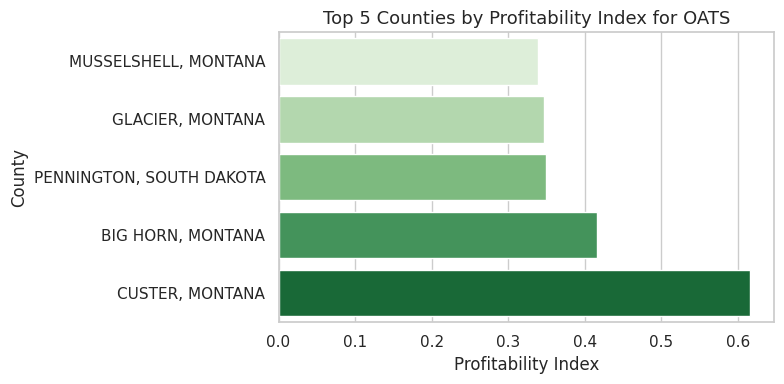 Top 5 Counties by Profitability Index for OATS
County
MUSSELSHELL, MONTANA
GLACIER, MONTANA
PENNINGTON, SOUTH DAKOTA
BIG HORN, MONTANA
CUSTER, MONTANA
0.0 0.1 0.2 0.3 0.4 0.5 0.6
Profitability Index